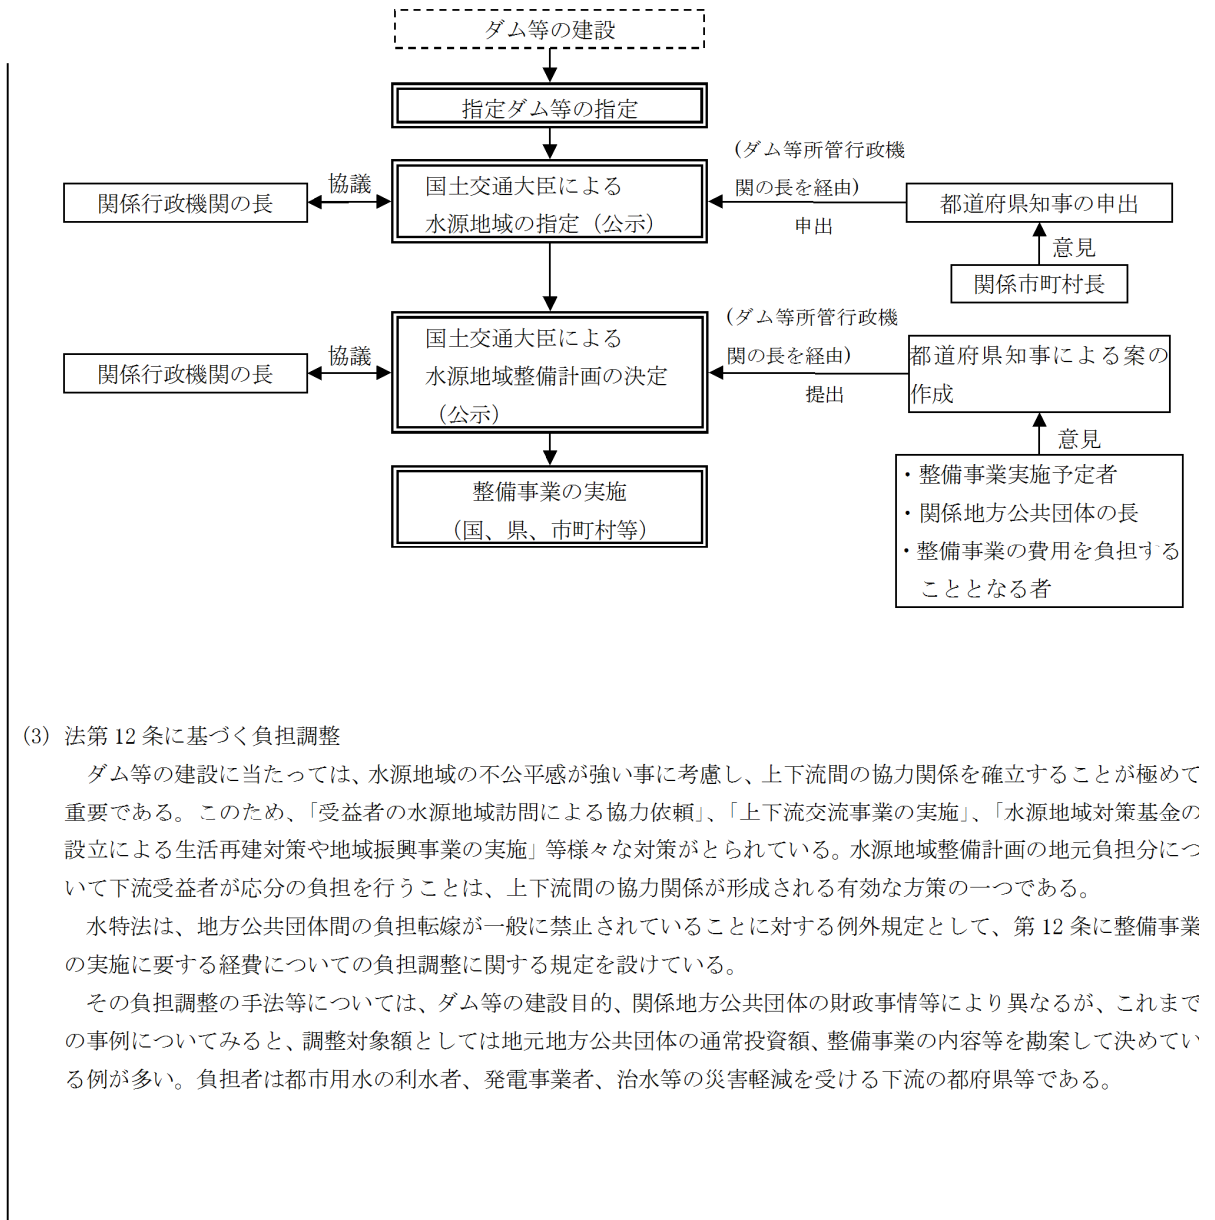 ダム等の建設
指定ダム等の指定
(ダム等所管行政機
関の長を経由)
申出
国土交通大臣による
水源地域の指定（公示）
協議
関係行政機関の長
都道府県知事の申出
意見
関係市町村長
(ダム等所管行政機
関の長を経由)
提出
国土交通大臣による
水源地域整備計画の決定
（公示）
協議
関係行政機関の長
都道府県知事による案の
作成
意見
・整備事業実施予定者
・関係地方公共団体の長
・整備事業の費用を負担する
こととなる者
整備事業の実施
（国、県、市町村等）
(3) 法第 12 条に基づく負担調整
ダム等の建設に当たっては、水源地域の不公平感が強い事に考慮し、上下流間の協力関係を確立することが極めて
重要である。このため、「受益者の水源地域訪問による協力依頼」、「上下流交流事業の実施」、「水源地域対策基金の
設立による生活再建対策や地域振興事業の実施」等様々な対策がとられている。水源地域整備計画の地元負担分につ
いて下流受益者が応分の負担を行うことは、上下流間の協力関係が形成される有効な方策の一つである。
水特法は、地方公共団体間の負担転嫁が一般に禁止されていることに対する例外規定として、第 12 条に整備事業
の実施に要する経費についての負担調整に関する規定を設けている。
その負担調整の手法等については、ダム等の建設目的、関係地方公共団体の財政事情等により異なるが、これまで
の事例についてみると、調整対象額としては地元地方公共団体の通常投資額、整備事業の内容等を勘案して決めてい
る例が多い。負担者は都市用水の利水者、発電事業者、治水等の災害軽減を受ける下流の都府県等である。